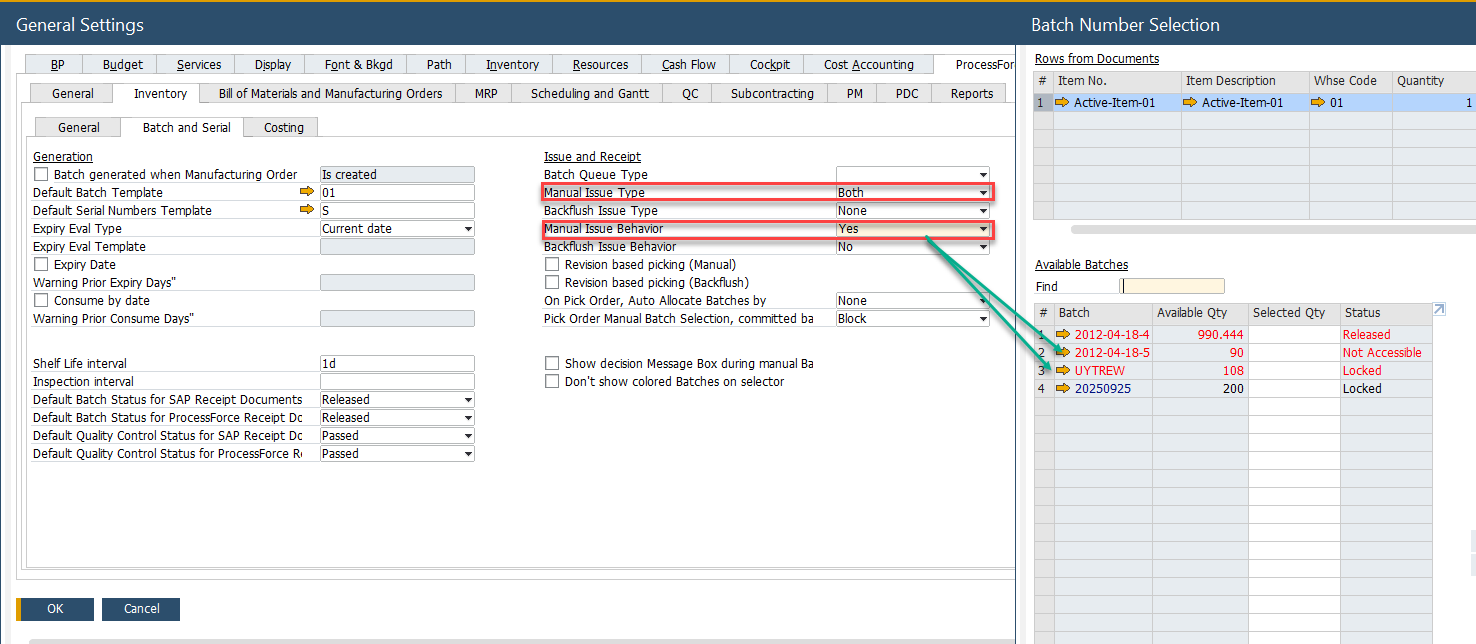 General Settings
BP Budget Services Display Font & Bkgd Path Inventory Resources Cash Flow Cockpit Cost Accounting ProcessFor
General Inventory Bill of Materials and Manufacturing Orders MRP Scheduling and Gantt QC Subcontracting PM PDC Reports
General Batch and Serial Costing
Generation
Batch generated when Manufacturing Order Is created
Default Batch Template 01
Default Serial Numbers Template S
Expiry Eval Type Current date
Expiry Eval Template
Expiry Date
Warning Prior Expiry Days"
Consume by date
Warning Prior Consume Days"
Shelf Life interval 1d
Inspection interval
Default Batch Status for SAP Receipt Documents Released
Default Batch Status for ProcessForce Receipt Dc Released
Default Quality Control Status for SAP Receipt Dc Passed
Default Quality Control Status for ProcessForce Re Passed
Issue and Receipt
Batch Queue Type
Manual Issue Type Both
Backflush Issue Type None
Manual Issue Behavior Yes
Backflush Issue Behavior No
Revision based picking (Manual)
Revision based picking (Backflush)
On Pick Order, Auto Allocate Batches by None
Pick Order Manual Batch Selection, committed ba Block
Show decision Message Box during manual Ba
Don't show colored Batches on selector
OK Cancel
Batch Number Selection
Rows from Documents
# Item No. Item Description Whse Code Quantity
1 Active-Item-01 Active-Item-01 01 1
Available Batches
Find
# Batch Available Qty Selected Qty Status
1 2012-04-18-4 990.444 Released
2 2012-04-18-5 90 Not Accessible
3 UYTREW 108 Locked
4 20250925 200 Locked